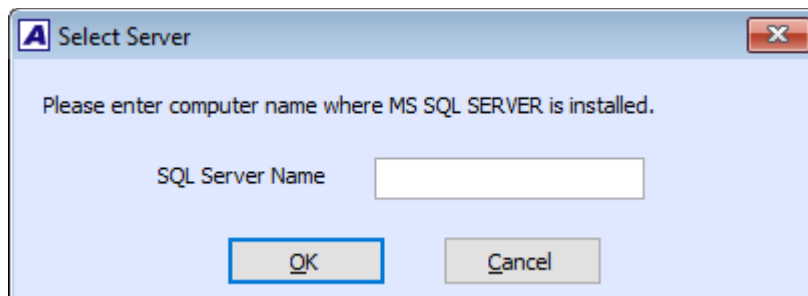 A Select Server
Please enter computer name where MS SQL SERVER is installed.
SQL Server Name
OK Cancel